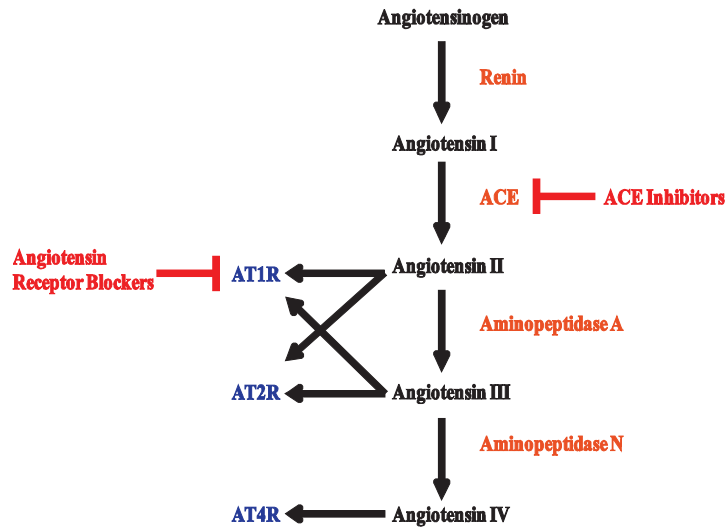 Angiotensinogen
Renin
Angiotensin I
ACE
ACE Inhibitors
Angiotensin
Receptor Blockers
AT1R
Angiotensin II
Aminopeptidase A
AT2R
Angiotensin III
Aminopeptidase N
AT4R
Angiotensin IV